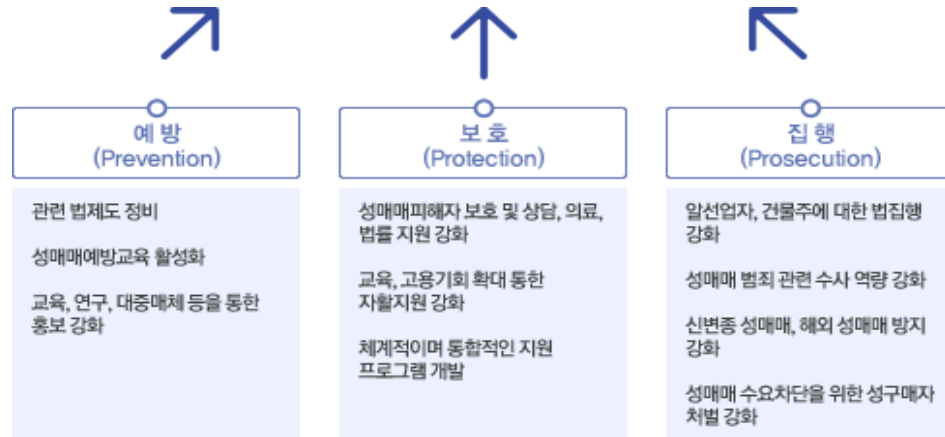 예 방
(Prevention)
관련 법제도 정비
성매매예방교육 활성화
교육, 연구, 대중매체 등을 통한
홍보 강화
보 호
(Protection)
성매매피해자 보호 및 상담, 의료,
법률 지원 강화
교육, 고용기회 확대 통한
자활지원 강화
체계적이며 통합적인 지원
프로그램 개발
집 행
(Prosecution)
알선업자, 건물주에 대한 법집행
강화
성매매 범죄 관련 수사 역량 강화
신변종 성매매, 해외 성매매 방지
강화
성매매 수요차단을 위한 성구매자
처벌 강화